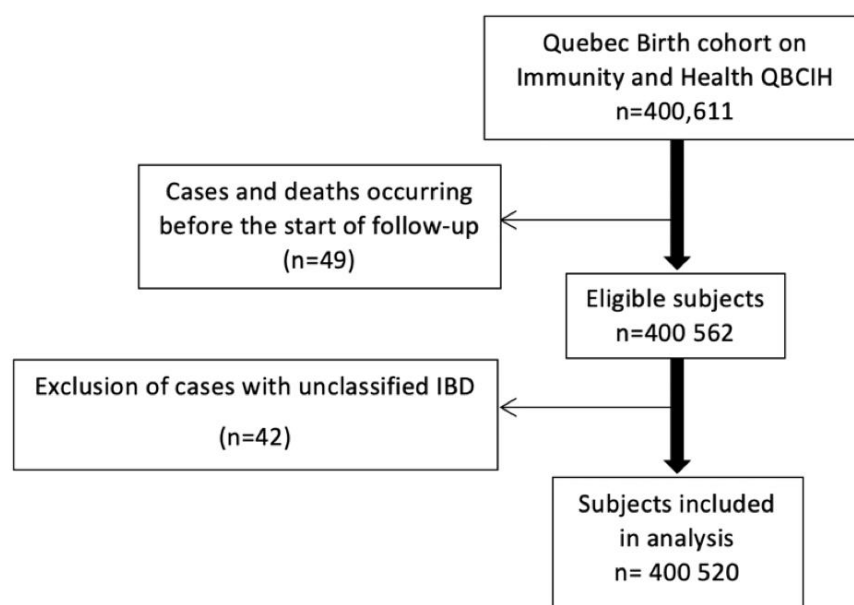 Quebec Birth cohort on
Immunity and Health QBCIH
n=400,611
Cases and deaths occurring
before the start of follow-up
(n=49)
Eligible subjects
n=400 562
Exclusion of cases with unclassified IBD
(n=42)
Subjects included
in analysis
n= 400 520